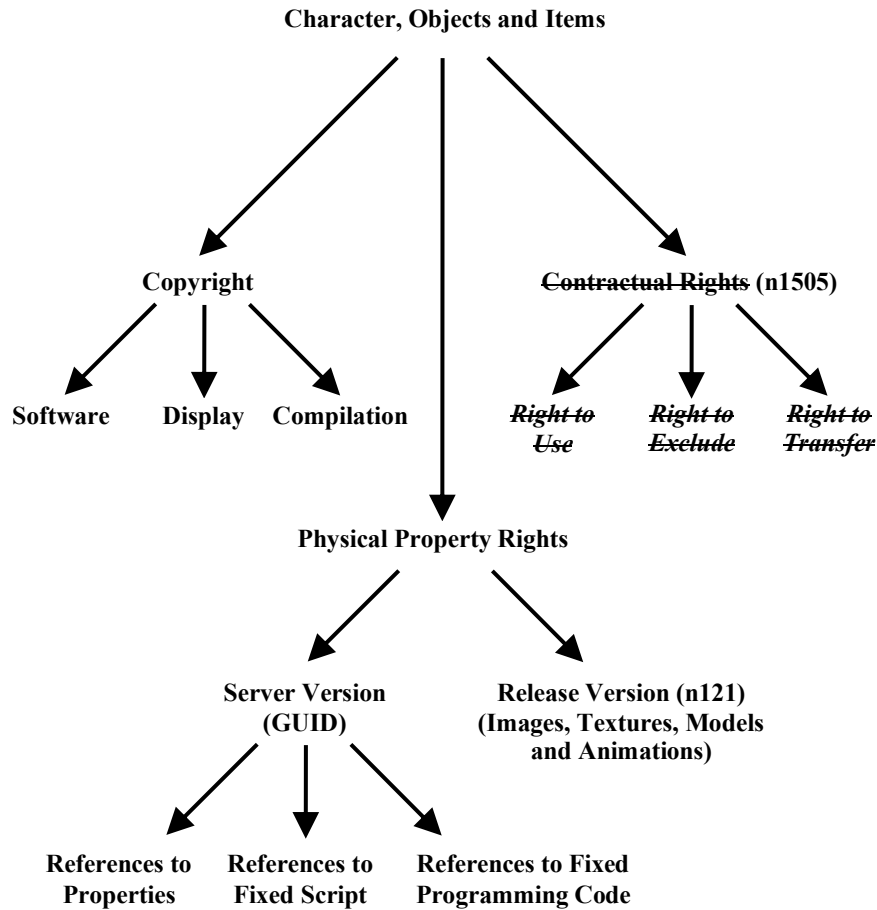 Character, Objects and Items
Copyright
Contractual Rights (n1505)
Software
Display
Compilation
Right to
Use
Right to
Exclude
Right to
Transfer
Physical Property Rights
Server Version
(GUID)
Release Version (n121)
(Images, Textures, Models
and Animations)
References to
Properties
References to
Fixed Script
References to Fixed
Programming Code